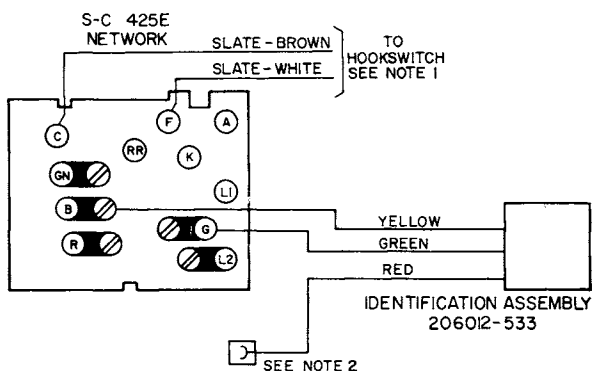 S-C 425E
NETWORK
SLATE-BROWN
SLATE-WHITE
TO
HOOKSWITCH
SEE NOTE 1
C
F
A
RR
K
GN
L1
B
G
R
L2
YELLOW
GREEN
RED
IDENTIFICATION ASSEMBLY
206012-533
SEE NOTE 2